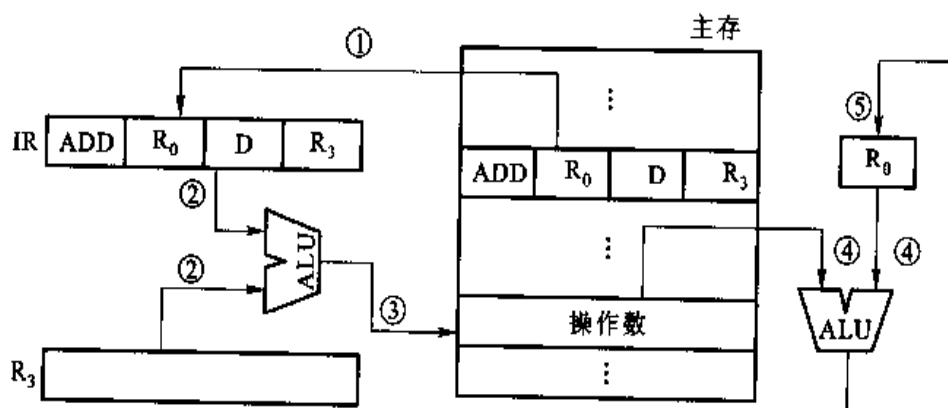 主存
①
⋮
⑤
IR ADD R₀ D R₃
R₀
ADD R₀ D R₃
②
ALU
⋮
④ ④
②
③
操作数
ALU
R₃
⋮